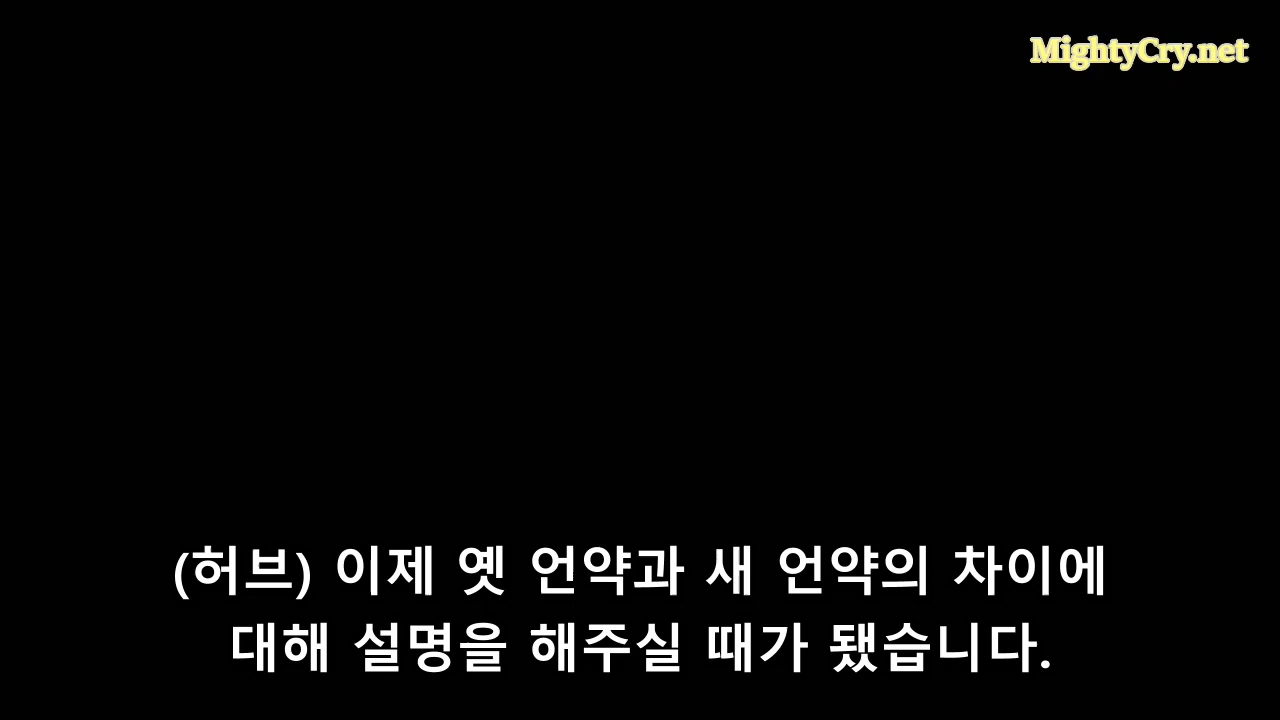 MightyCry.net
(허브) 이제 옛 언약과 새 언약의 차이에
대해 설명을 해주실 때가 됐습니다.